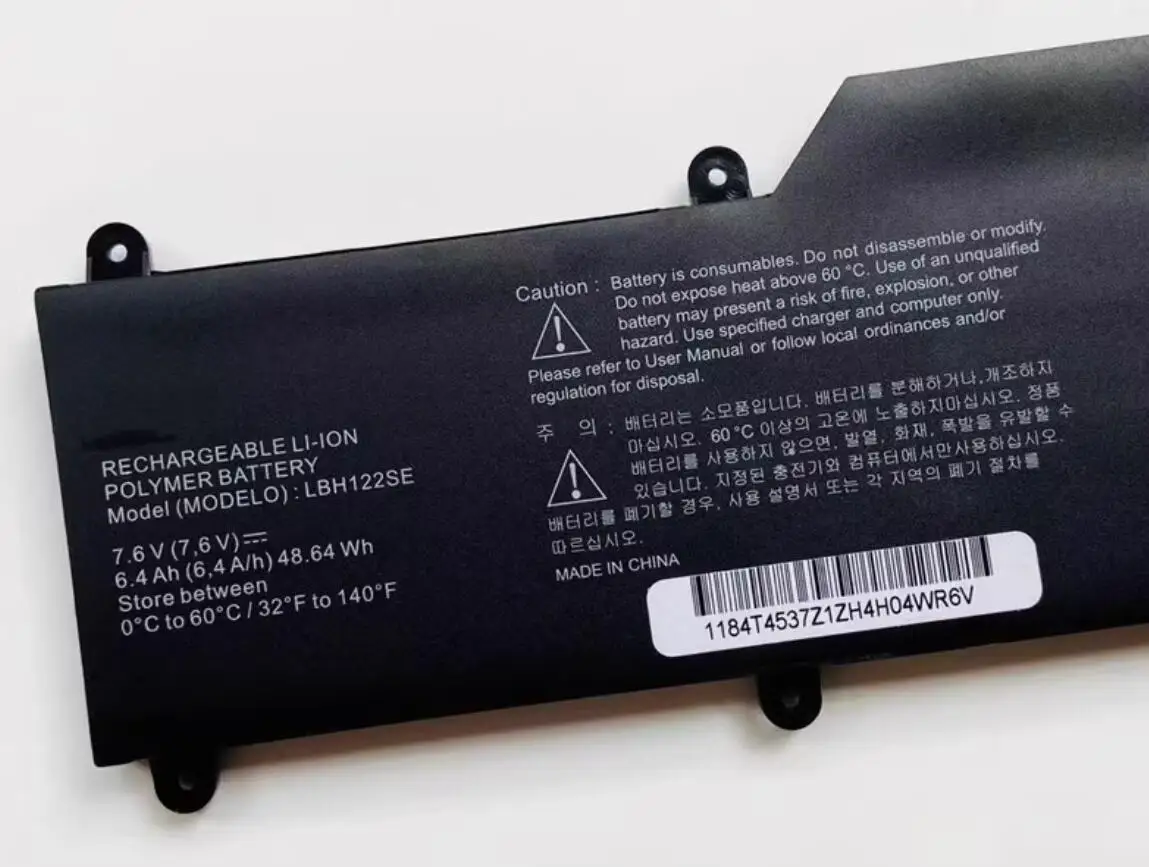 RECHARGEABLE LI-ION
POLYMER BATTERY
Model (MODELO) : LBH122SE
7.6 V (7,6 V)
6.4 Ah (6,4 A/h) 48.64 Wh
Store between
0°C to 60°C / 32°F to 140°F
Caution : Battery is consumables. Do not disassemble or modify.
Do not expose heat above 60 °C. Use of an unqualified
battery may present a risk of fire, explosion, or other
hazard. Use specified charger and computer only.
Please refer to User Manual or follow local ordinances and/or
regulation for disposal.
주 의 : 배터리는 소모품입니다. 배터리를 분해하거나,개조하지
마십시오. 60 °C 이상의 고온에 노출하지마십시오. 정품
배터리를 사용하지 않으면, 발열, 화재, 폭발을 유발할 수
있습니다. 지정된 충전기와 컴퓨터에서만사용하십시오.
배터리를 폐기할 경우, 사용 설명서 또는 각 지역의 폐기 절차를
따르십시오.
MADE IN CHINA
1184T4537Z1ZH4H04WR6V